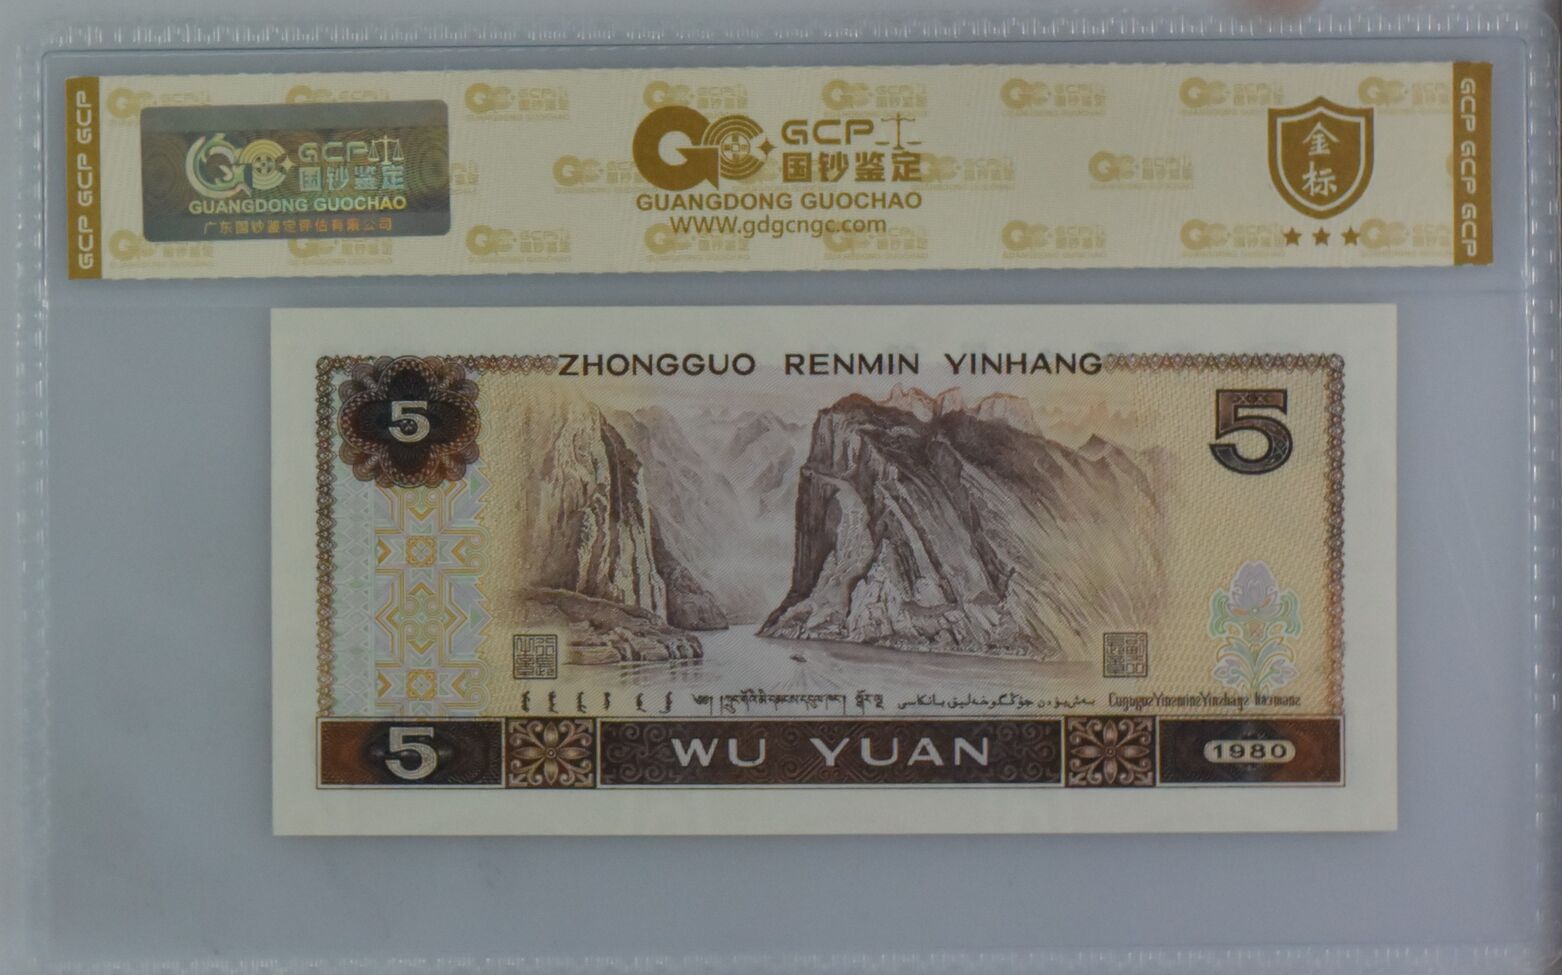 GCP GCP GCP
GCP 国钞鉴定
GUANGDONG GUOCHAO
广东国钞鉴定评估有限公司
GCP
国钞鉴定
GUANGDONG GUOCHAO
WWW.gdgcngc.com
金标
GCP GCP GCP
ZHONGGUO RENMIN YINHANG
5
5
5
WU YUAN
1980